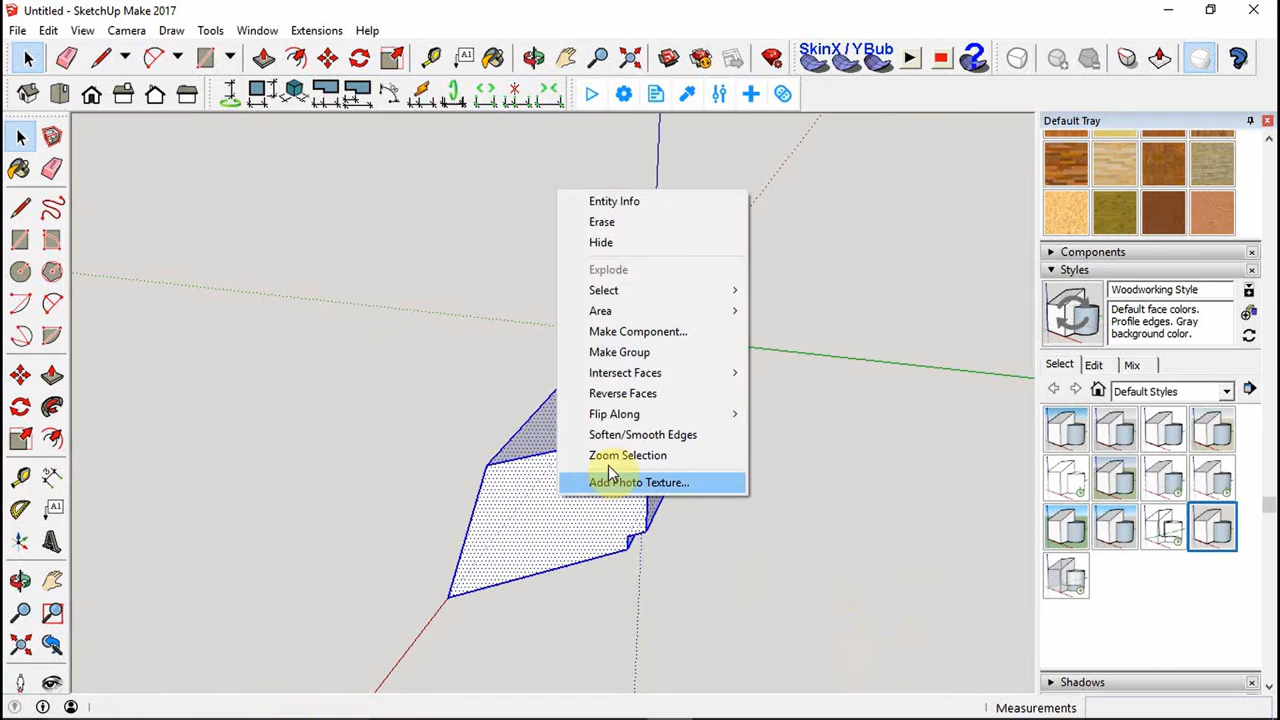 Untitled - SketchUp Make 2017
File Edit View Camera Draw Tools Window Extensions Help
A1 SkinX / YBub
Default Tray
Entity Info
Erase
Hide
Explode
Select
Area
Make Component...
Make Group
Intersect Faces
Reverse Faces
Flip Along
Soften/Smooth Edges
Zoom Selection
Add Photo Texture...
Components
Styles
Woodworking Style
Default face colors.
Profile edges. Gray
background color.
Select Edit Mix
Default Styles
A1
Shadows
Measurements